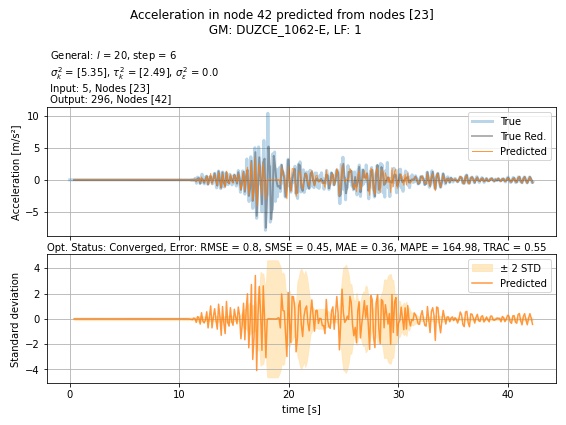 Acceleration in node 42 predicted from nodes [23]
GM: DUZCE_1062-E, LF: 1
General: l = 20, step = 6
σ²ₖ = [5.35], τ²ₖ = [2.49], σ²ε = 0.0
Input: 5, Nodes [23]
Output: 296, Nodes [42]
Acceleration [m/s²]
10
5
0
−5
True
True Red.
Predicted
Opt. Status: Converged, Error: RMSE = 0.8, SMSE = 0.45, MAE = 0.36, MAPE = 164.98, TRAC = 0.55
Standard deviation
4
2
0
−2
−4
± 2 STD
Predicted
0 10 20 30 40
time [s]